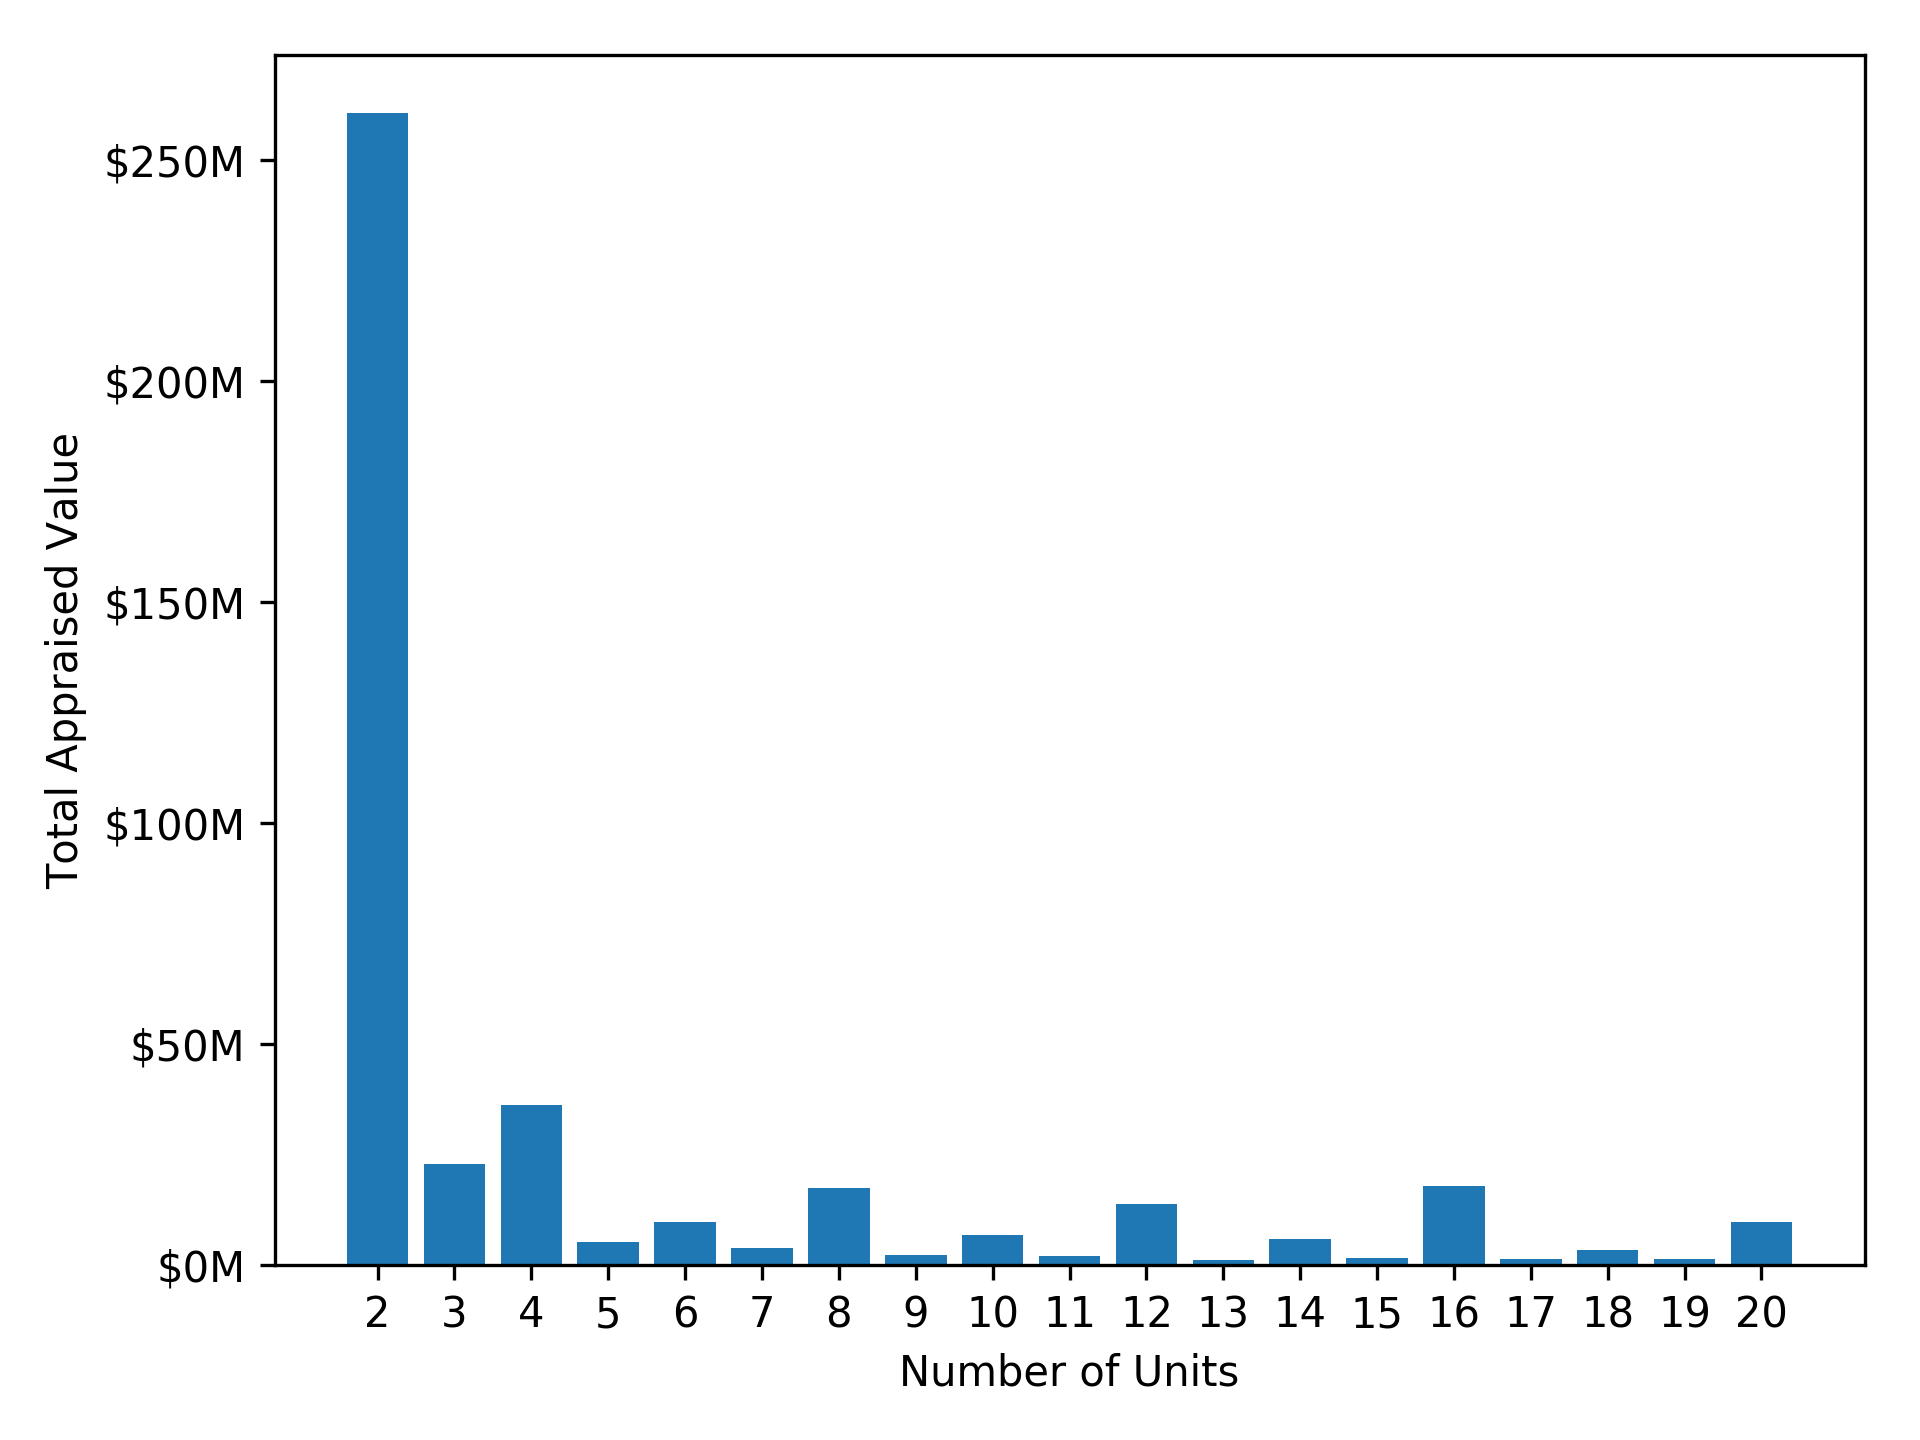 Total Appraised Value
$250M
$200M
$150M
$100M
$50M
$0M
2 3 4 5 6 7 8 9 10 11 12 13 14 15 16 17 18 19 20
Number of Units